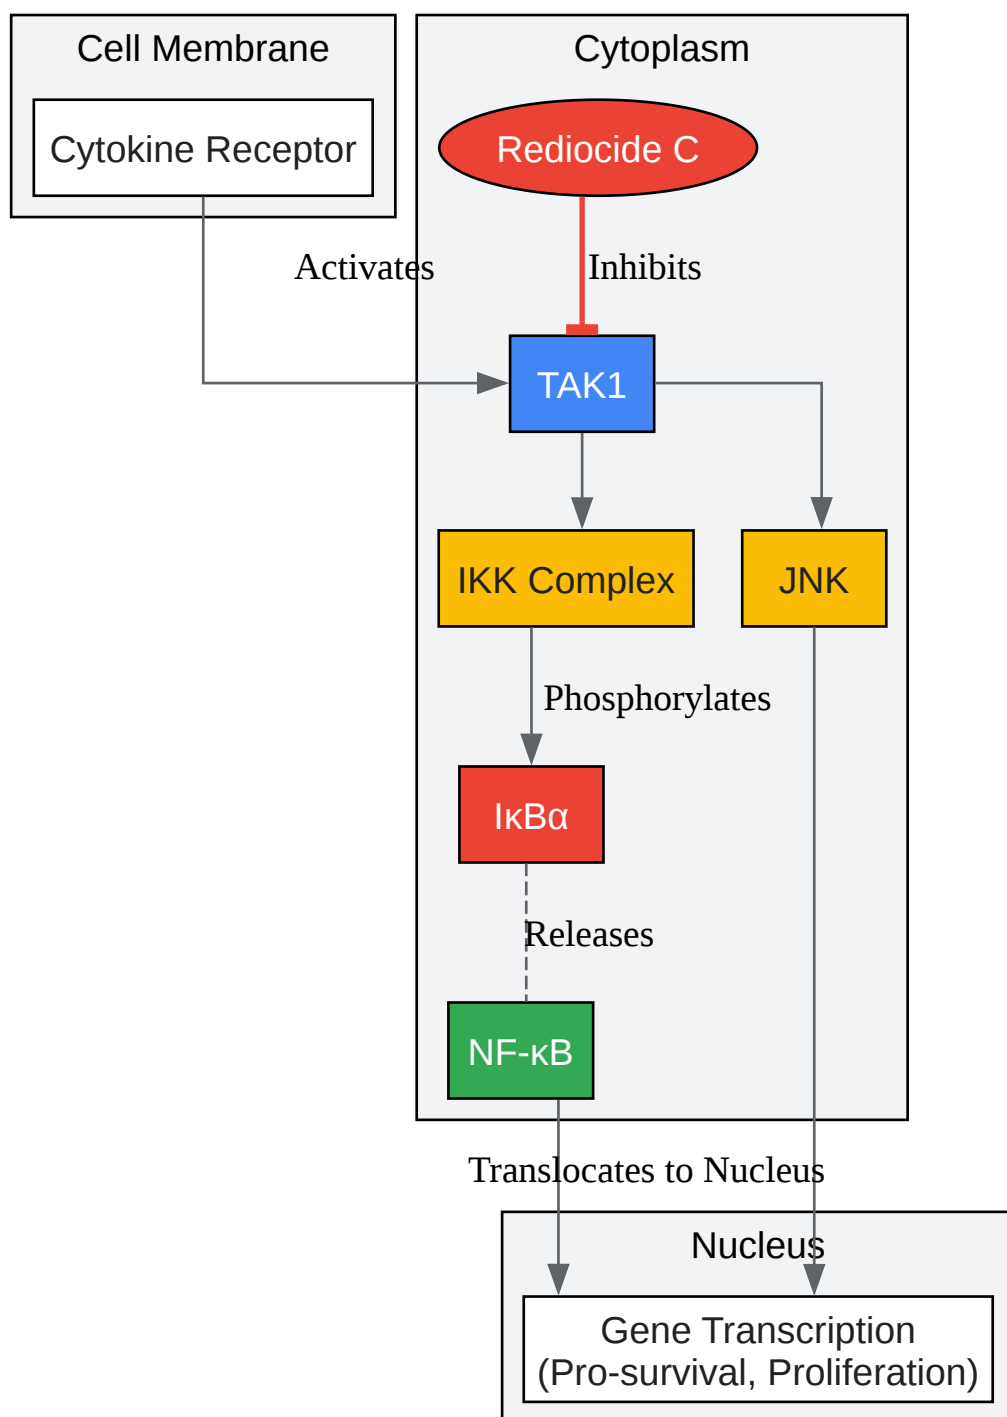 Cell Membrane
Cytoplasm
Cytokine Receptor
Rediocide C
Activates
Inhibits
TAK1
IKK Complex
JNK
Phosphorylates
IκBα
Releases
NF-κB
Translocates to Nucleus
Nucleus
Gene Transcription
(Pro-survival, Proliferation)